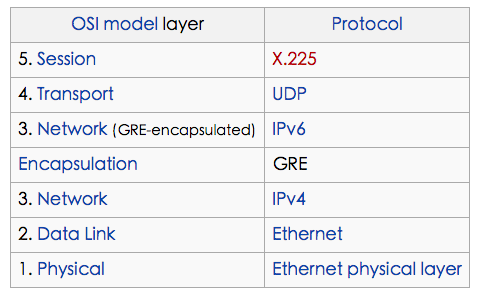 OSI model layer Protocol
5. Session X.225
4. Transport UDP
3. Network (GRE-encapsulated) IPv6
Encapsulation GRE
3. Network IPv4
2. Data Link Ethernet
1. Physical Ethernet physical layer